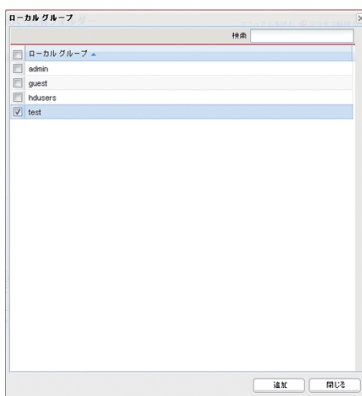 ローカル グループ
検索
ローカル グループ
admin
guest
hdusers
test
追加
閉じる